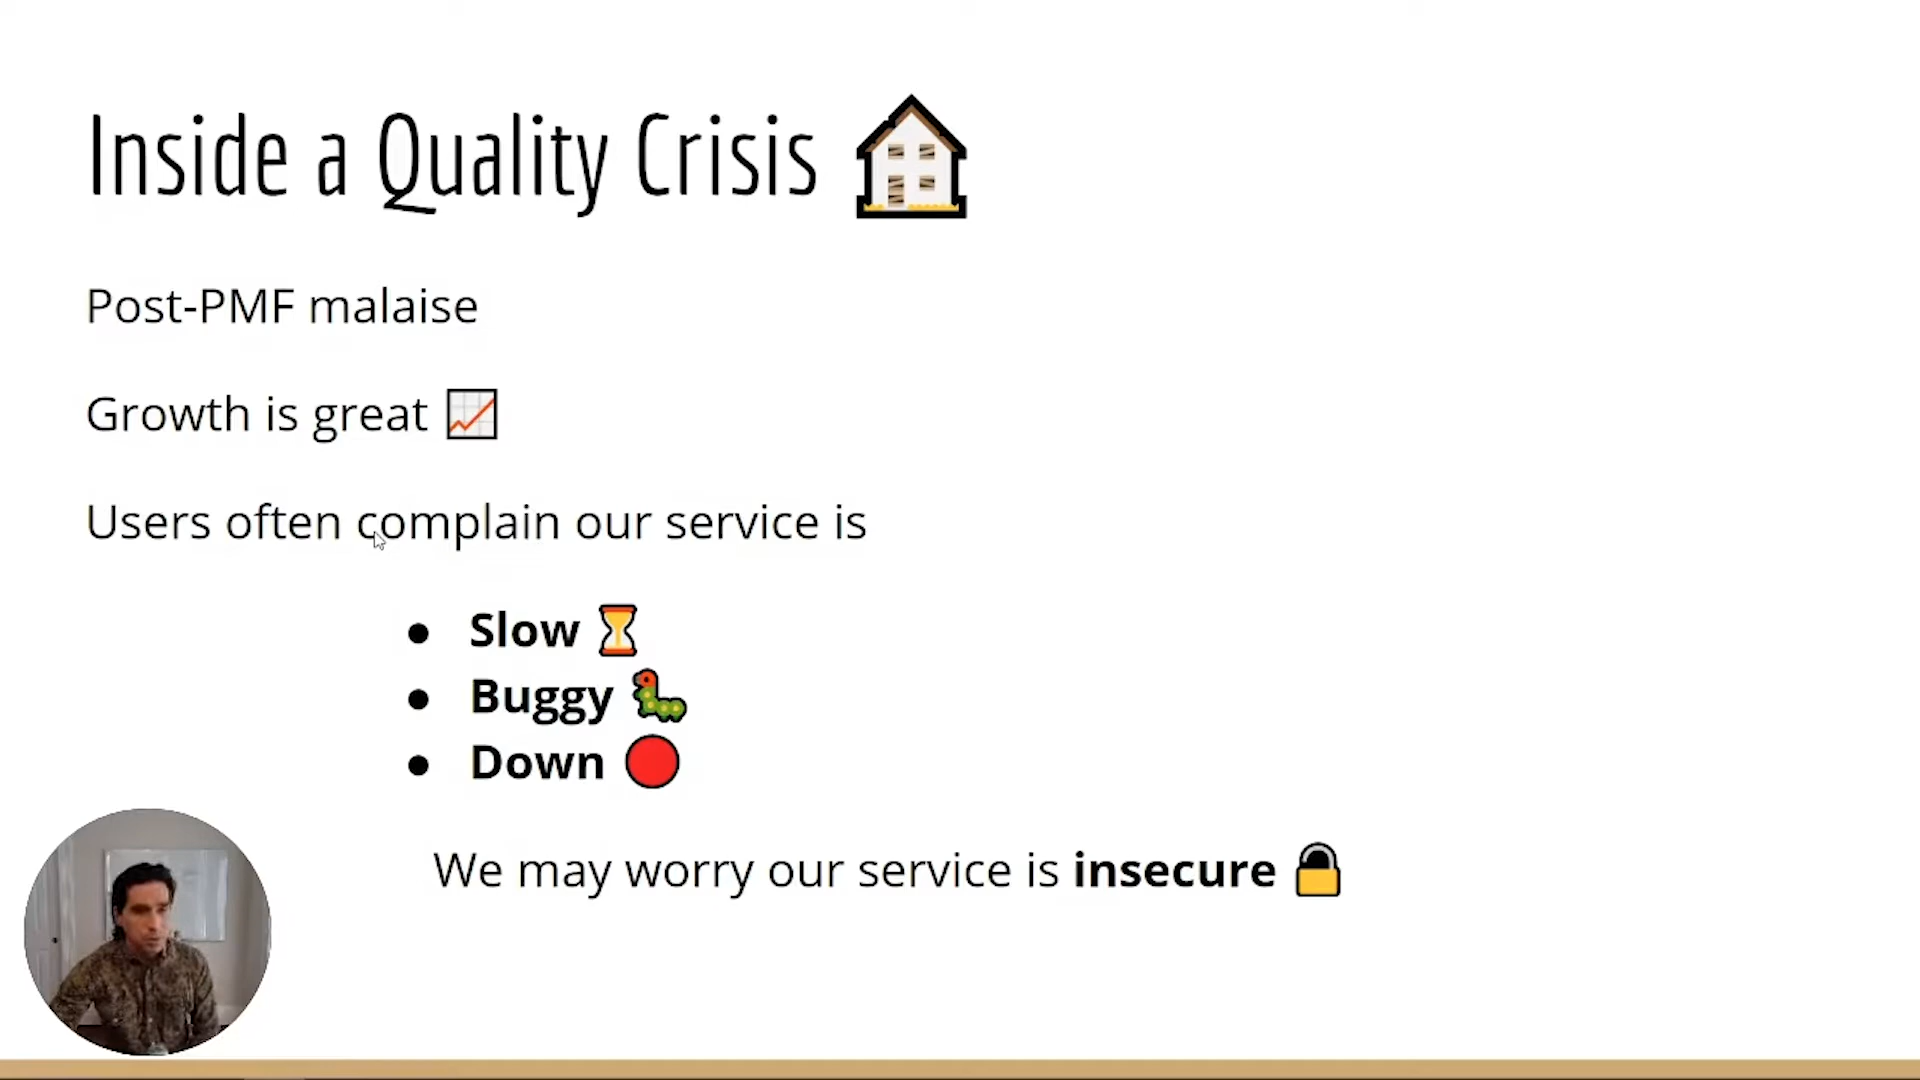 Inside a Quality Crisis 🏚
Post-PMF malaise
Growth is great 📈
Users often complain our service is
● Slow ⏳
● Buggy 🐛
● Down 🔴
We may worry our service is insecure 🔓